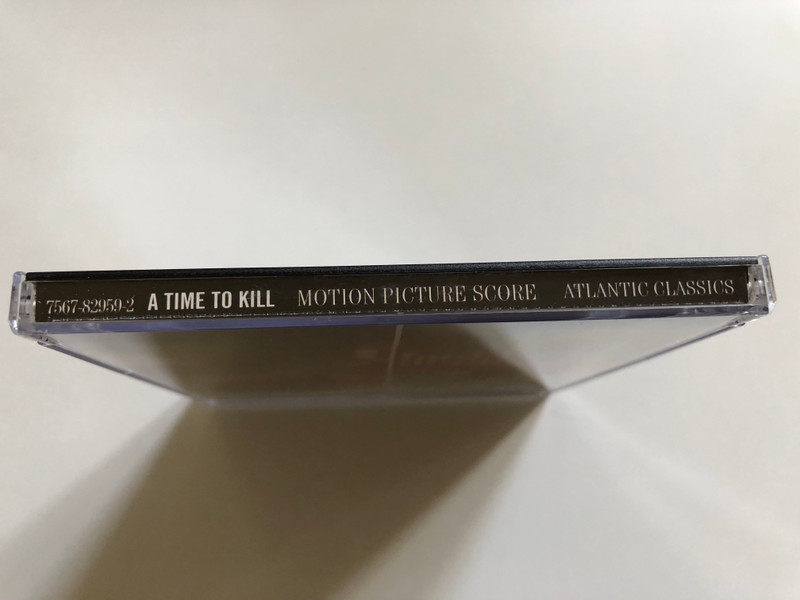 7567-82959-2 A TIME TO KILL MOTION PICTURE SCORE ATLANTIC CLASSICS